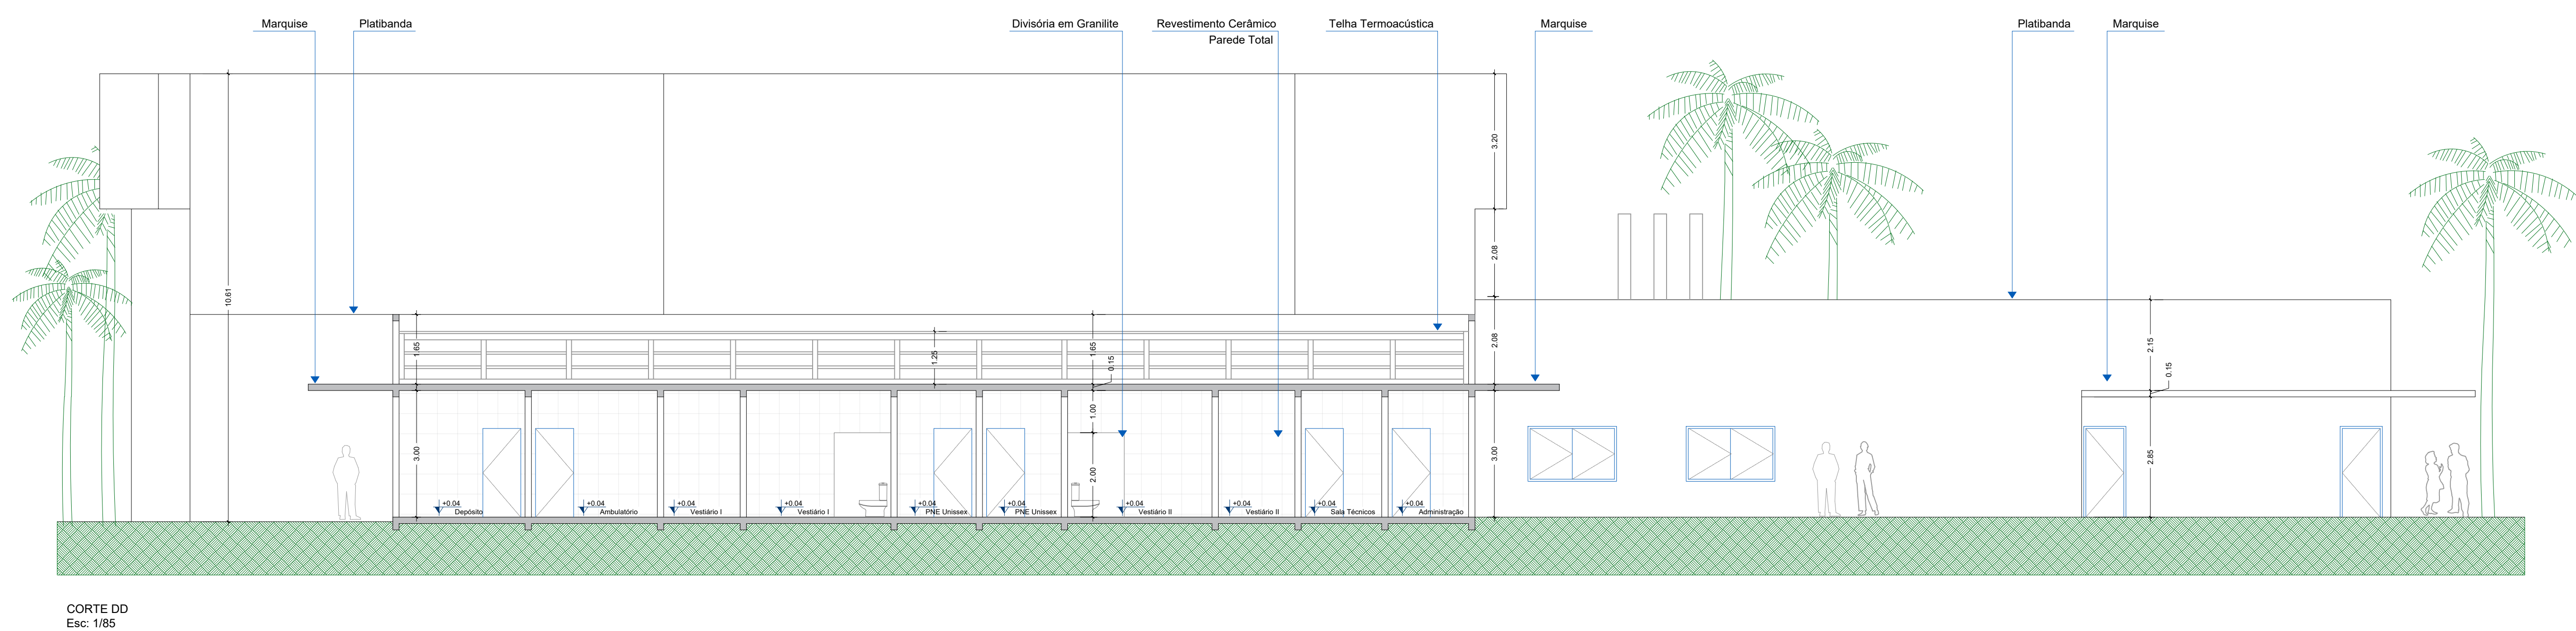 Marquise
Platibanda
Divisória em Granilite
Revestimento Cerâmico
Parede Total
Telha Termoacústica
Marquise
Platibanda
Marquise
10.61
3.20
2.08
2.08
3.00
1.65
3.00
1.25
1.65
0.15
1.00
2.00
2.15
0.15
2.85
+0.04
Depósito
+0.04
Ambulatório
+0.04
Vestiário I
+0.04
Vestiário I
+0.04
PNE Unissex
+0.04
PNE Unissex
+0.04
Vestiário II
+0.04
Vestiário II
+0.04
Sala Técnicos
+0.04
Administração
CORTE DD
Esc: 1/85